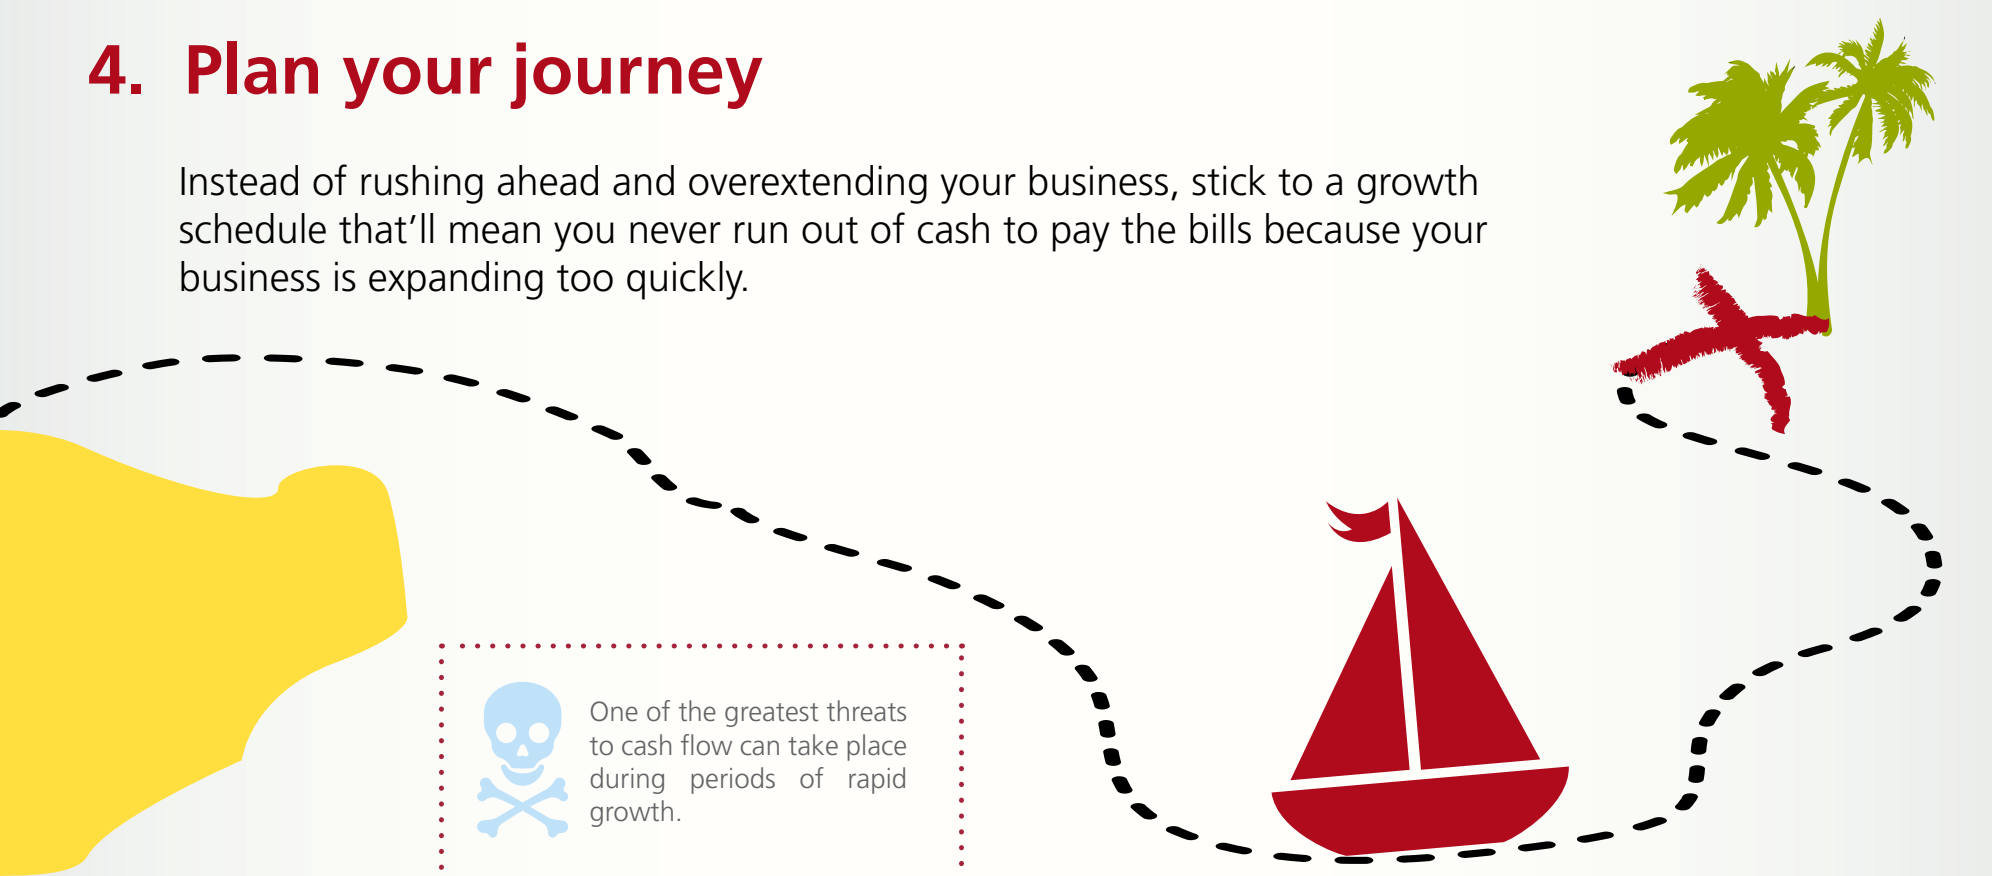 4. Plan your journey
Instead of rushing ahead and overextending your business, stick to a growth
schedule that’ll mean you never run out of cash to pay the bills because your
business is expanding too quickly.
One of the greatest threats
to cash flow can take place
during periods of rapid
growth.